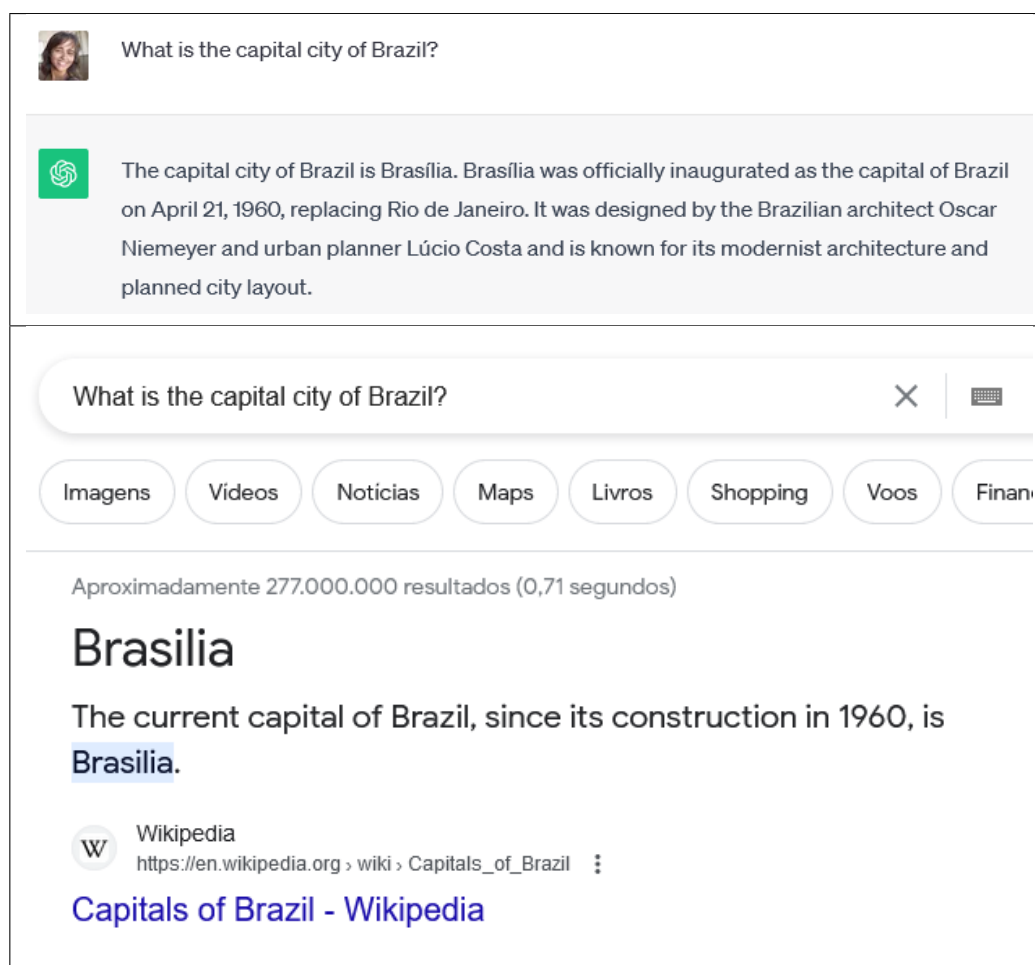 What is the capital city of Brazil?
The capital city of Brazil is Brasília. Brasília was officially inaugurated as the capital of Brazil
on April 21, 1960, replacing Rio de Janeiro. It was designed by the Brazilian architect Oscar
Niemeyer and urban planner Lúcio Costa and is known for its modernist architecture and
planned city layout.
What is the capital city of Brazil?
Imagens Vídeos Notícias Maps Livros Shopping Voos Finan
Aproximadamente 277.000.000 resultados (0,71 segundos)
Brasilia
The current capital of Brazil, since its construction in 1960, is
Brasilia.
W Wikipedia
https://en.wikipedia.org › wiki › Capitals_of_Brazil
Capitals of Brazil - Wikipedia